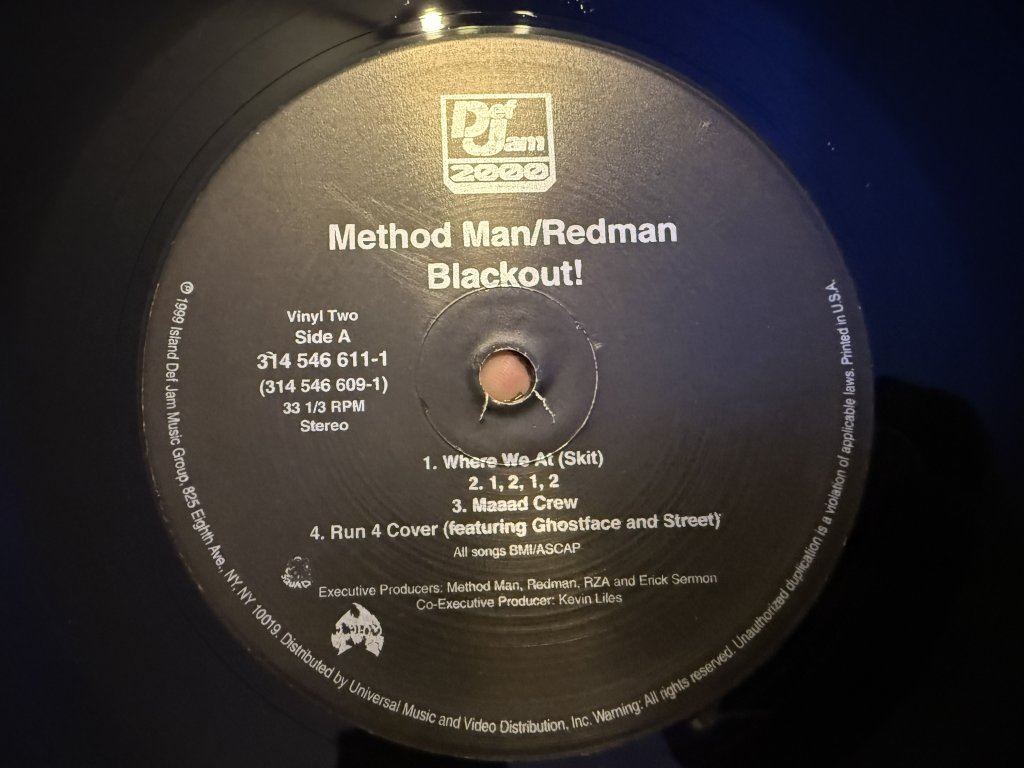 Def
Jam
2000
Method Man/Redman
Blackout!
Vinyl Two
Side A
314 546 611-1
(314 546 609-1)
33 1/3 RPM
Stereo
1. Where We At (Skit)
2. 1, 2, 1, 2
3. Maaad Crew
4. Run 4 Cover (featuring Ghostface and Street)
All songs BMI/ASCAP
Executive Producers: Method Man, Redman, RZA and Erick Sermon
Co-Executive Producer: Kevin Liles
℗ 1999 Island Def Jam Music Group, 825 Eighth Ave., NY, NY 10019. Distributed by Universal Music and Video Distribution, Inc. Warning: All rights reserved. Unauthorized duplication is a violation of applicable laws. Printed in U.S.A.